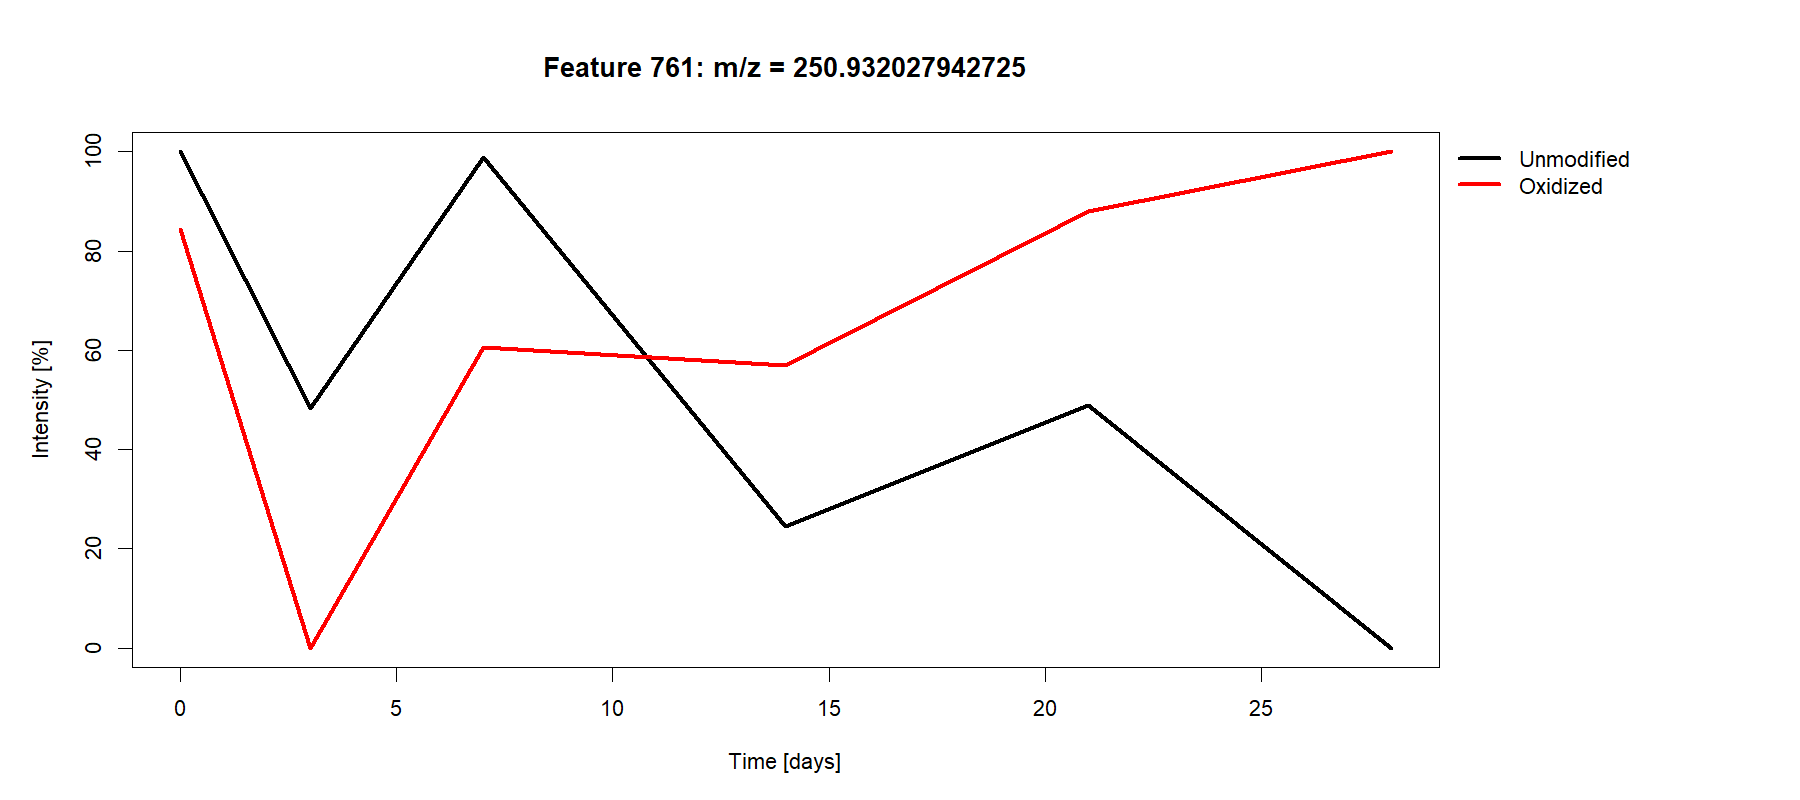 Feature 761: m/z = 250.932027942725
Unmodified
Oxidized
Intensity [%]
100
80
60
40
20
0
0 5 10 15 20 25
Time [days]